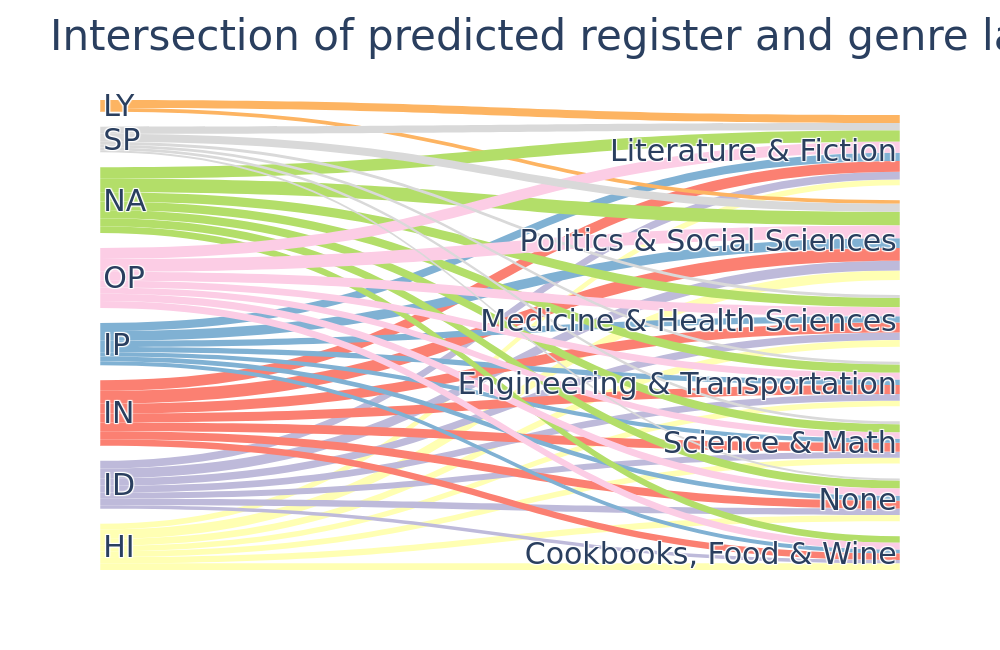 Intersection of predicted register and genre
LY
SP
NA
OP
IP
IN
ID
HI
Literature & Fiction
Politics & Social Sciences
Medicine & Health Sciences
Engineering & Transportation
Science & Math
None
Cookbooks, Food & Wine